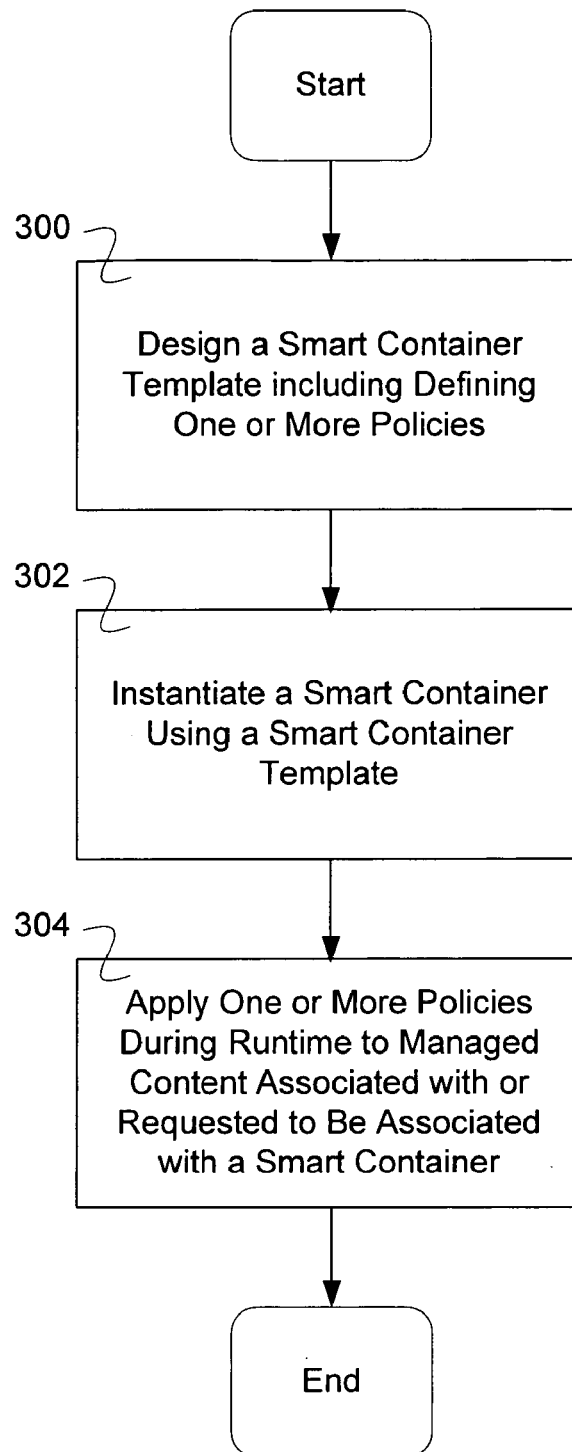 Start
300
Design a Smart Container
Template including Defining
One or More Policies
302
Instantiate a Smart Container
Using a Smart Container
Template
304
Apply One or More Policies
During Runtime to Managed
Content Associated with or
Requested to Be Associated
with a Smart Container
End